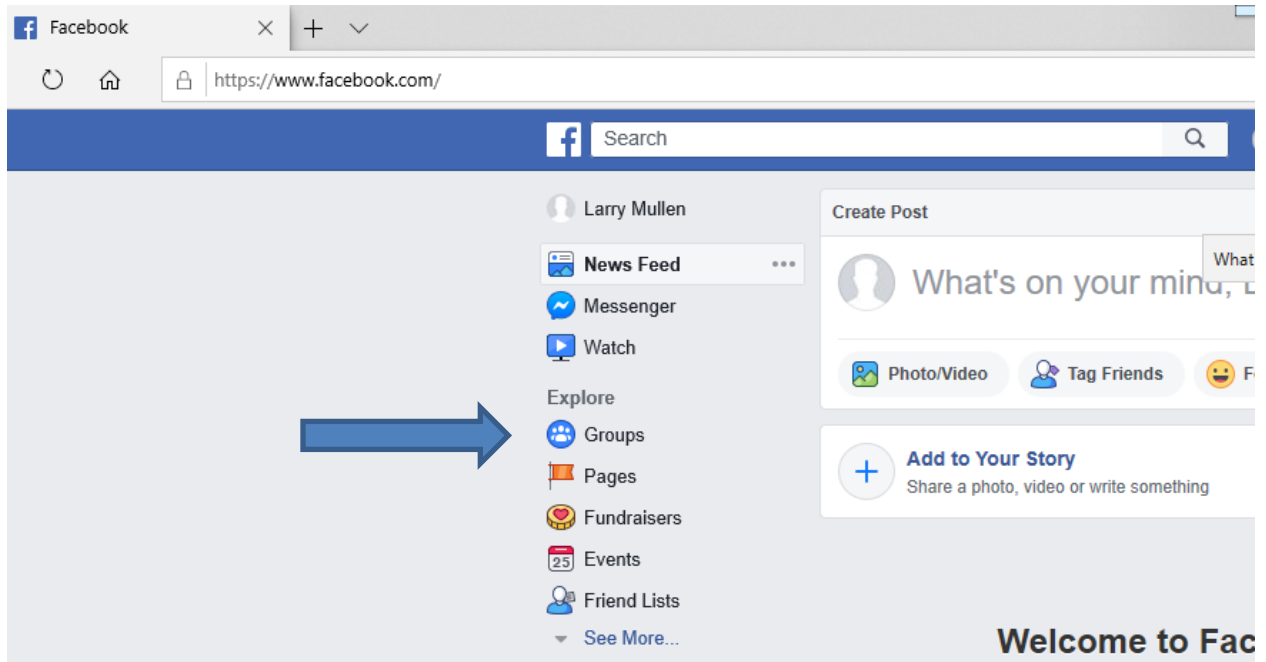 Facebook
https://www.facebook.com/
Search
Larry Mullen
News Feed
Messenger
Watch
Explore
Groups
Pages
Fundraisers
25 Events
Friend Lists
See More...
Create Post
What
What's on your mind,
Photo/Video
Tag Friends
Add to Your Story
Share a photo, video or write something
Welcome to Fac